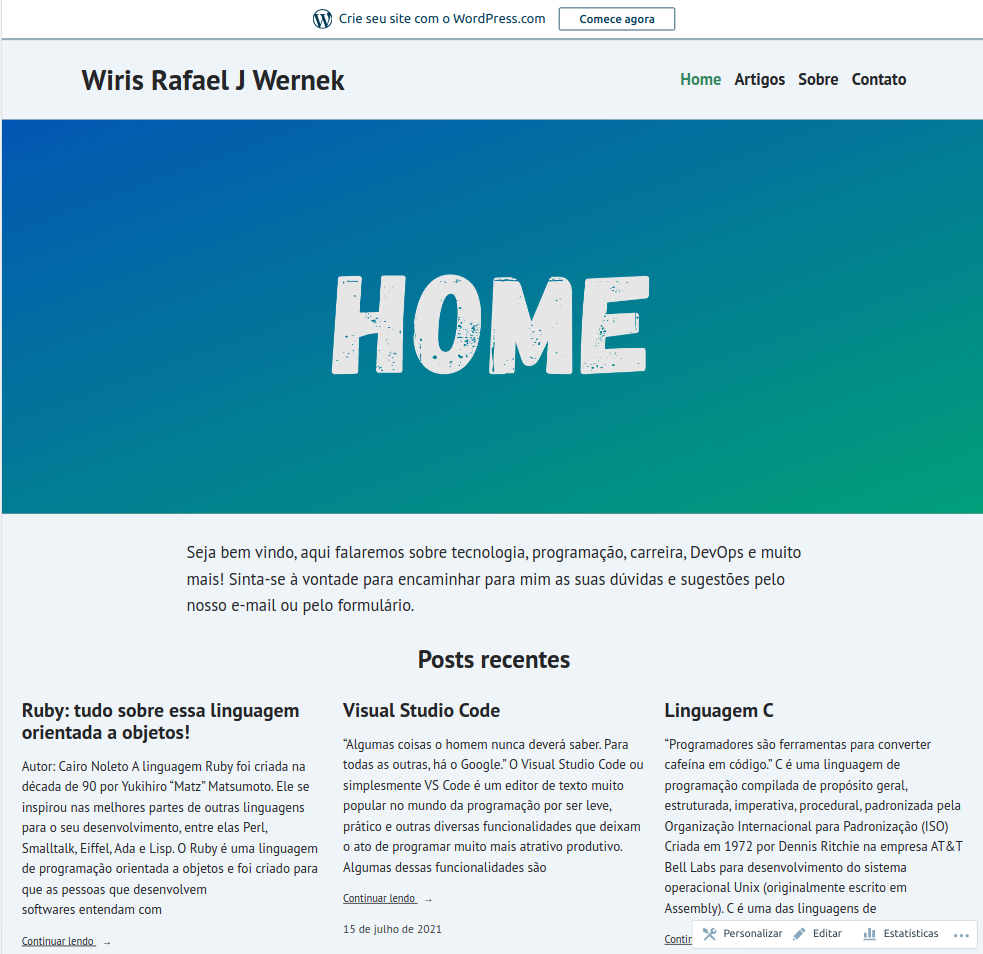 Crie seu site com o WordPress.com
Comece agora
Wiris Rafael J Wernek
Home Artigos Sobre Contato
HOME
Seja bem vindo, aqui falaremos sobre tecnologia, programação, carreira, DevOps e muito
mais! Sinta-se à vontade para encaminhar para mim as suas dúvidas e sugestões pelo
nosso e-mail ou pelo formulário.
Posts recentes
Ruby: tudo sobre essa linguagem
orientada a objetos!
Autor: Cairo Noleto A linguagem Ruby foi criada na
década de 90 por Yukihiro “Matz” Matsumoto. Ele se
inspirou nas melhores partes de outras linguagens
para o seu desenvolvimento, entre elas Perl,
Smalltalk, Eiffel, Ada e Lisp. O Ruby é uma linguagem
de programação orientada a objetos e foi criado para
que as pessoas que desenvolvem
softwares entendam com
Continuar lendo →
Visual Studio Code
“Algumas coisas o homem nunca deverá saber. Para
todas as outras, há o Google.” O Visual Studio Code ou
simplesmente VS Code é um editor de texto muito
popular no mundo da programação por ser leve,
prático e outras diversas funcionalidades que deixam
o ato de programar muito mais atrativo produtivo.
Algumas dessas funcionalidades são
Continuar lendo →
15 de julho de 2021
Linguagem C
“Programadores são ferramentas para converter
cafeína em código.” C é uma linguagem de
programação compilada de propósito geral,
estruturada, imperativa, procedural, padronizada pela
Organização Internacional para Padronização (ISO)
Criada em 1972 por Dennis Ritchie na empresa AT&T
Bell Labs para desenvolvimento do sistema
operacional Unix (originalmente escrito em
Assembly). C é uma das linguagens de
Contin
Personalizar Editar Estatísticas